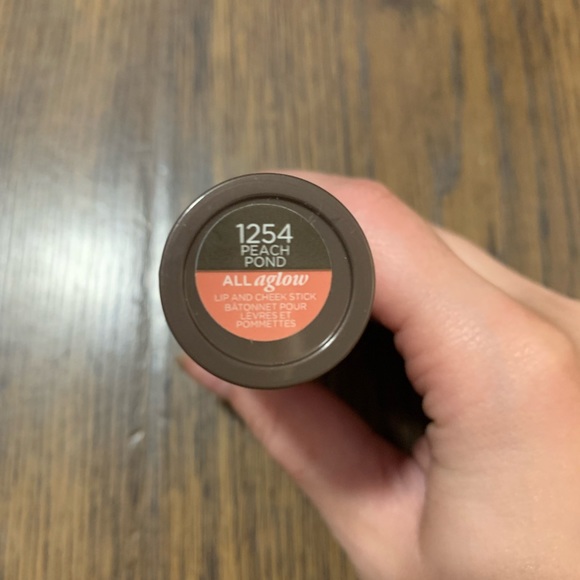 1254
PEACH
POND
ALL aglow
LIP AND CHEEK STICK
BÂTONNET POUR
LÈVRES ET
POMMETTES